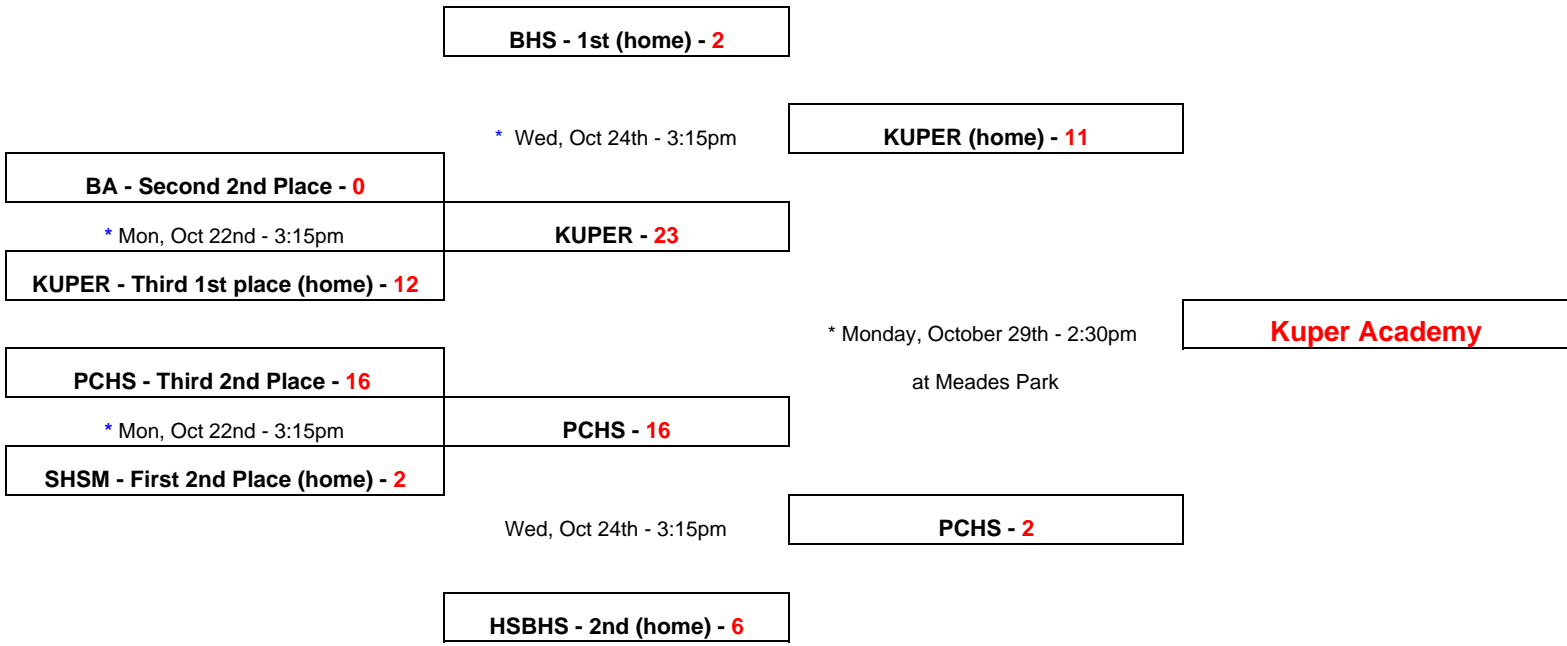 BHS - 1st (home) - 2
* Wed, Oct 24th - 3:15pm
KUPER (home) - 11
BA - Second 2nd Place - 0
* Mon, Oct 22nd - 3:15pm
KUPER - 23
KUPER - Third 1st place (home) - 12
* Monday, October 29th - 2:30pm
Kuper Academy
PCHS - Third 2nd Place - 16
at Meades Park
* Mon, Oct 22nd - 3:15pm
PCHS - 16
SHSM - First 2nd Place (home) - 2
Wed, Oct 24th - 3:15pm
PCHS - 2
HSBHS - 2nd (home) - 6